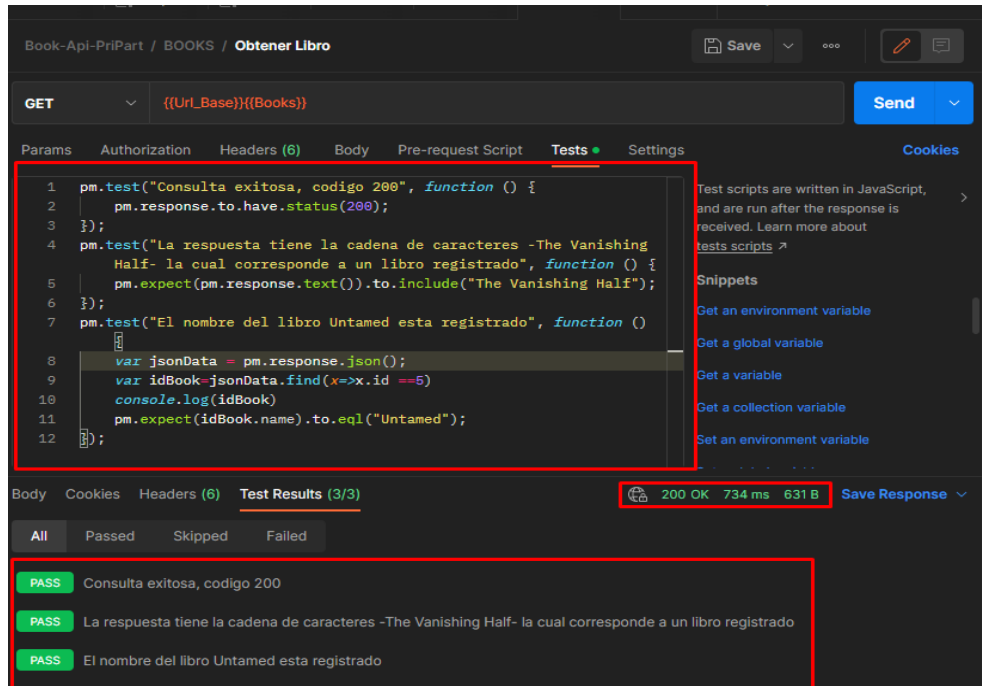 Book-Api-PriPart / BOOKS / Obtener Libro
Save
GET
{{Url_Base}}{{Books}}
Send
Params Authorization Headers (6) Body Pre-request Script Tests Settings Cookies
1 pm.test("Consulta exitosa, codigo 200", function () {
2 pm.response.to.have.status(200);
3 });
4 pm.test("La respuesta tiene la cadena de caracteres -The Vanishing
Half- la cual corresponde a un libro registrado", function () {
5 pm.expect(pm.response.text()).to.include("The Vanishing Half");
6 });
7 pm.test("El nombre del libro Untamed esta registrado", function ()
{
8 var jsonData = pm.response.json();
9 var idBook=jsonData.find(x=>x.id ==5)
10 console.log(idBook)
11 pm.expect(idBook.name).to.eql("Untamed");
12 });
Test scripts are written in JavaScript,
and are run after the response is
received. Learn more about
tests scripts ↗
Snippets
Get an environment variable
Get a global variable
Get a variable
Get a collection variable
Set an environment variable
Body Cookies Headers (6) Test Results (3/3) 200 OK 734 ms 631 B Save Response
All Passed Skipped Failed
PASS Consulta exitosa, codigo 200
PASS La respuesta tiene la cadena de caracteres -The Vanishing Half- la cual corresponde a un libro registrado
PASS El nombre del libro Untamed esta registrado